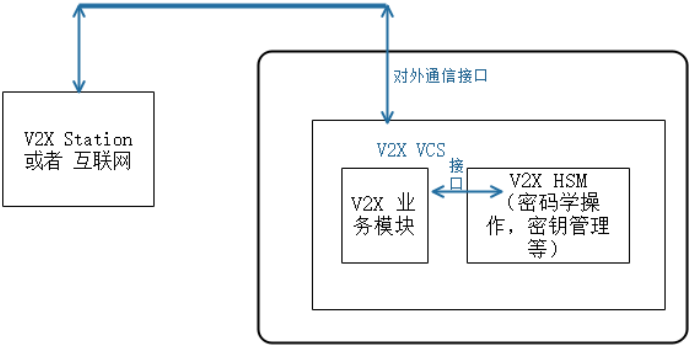 对外通信接口
V2X Station
或者 互联网
V2X VCS
接
口
V2X 业
务模块
V2X HSM
（密码学操
作，密钥管理
等）